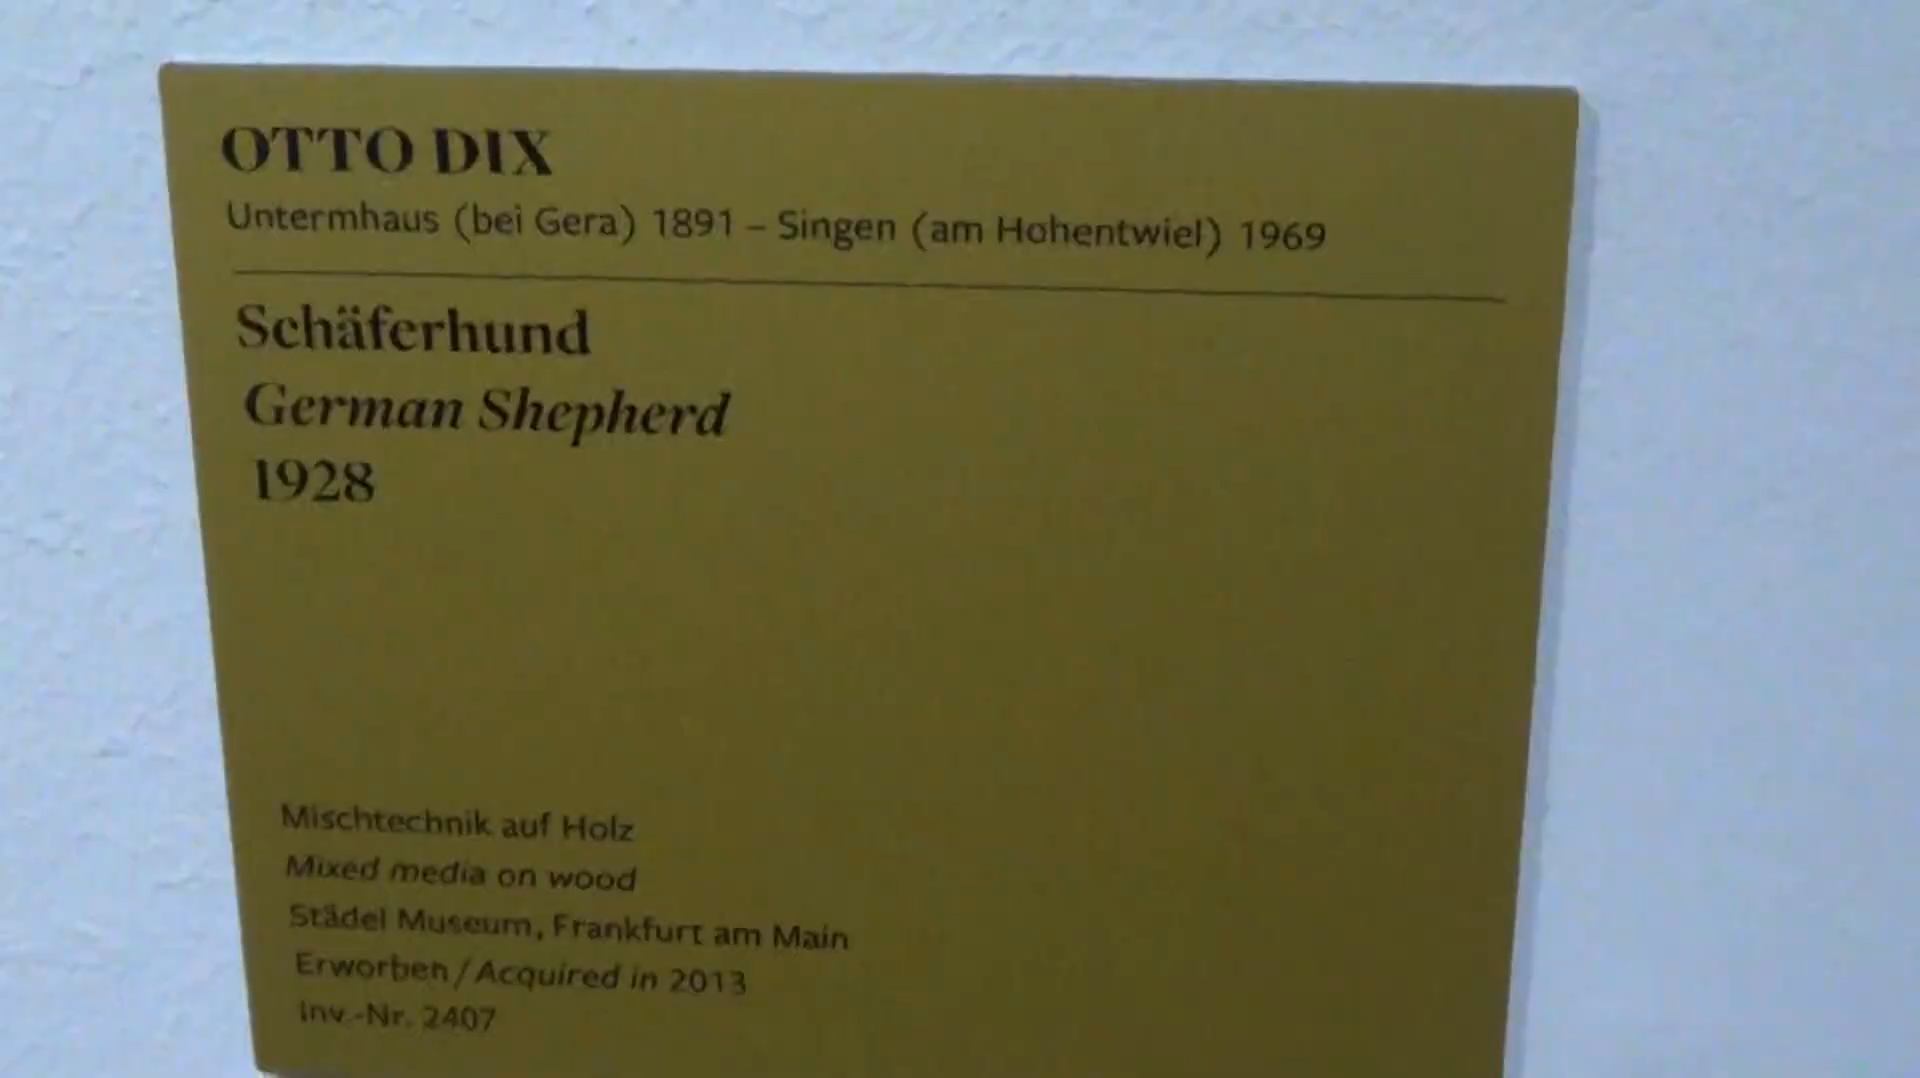 OTTO DIX
Untermhaus (bei Gera) 1891 – Singen (am Hohentwiel) 1969
Schäferhund
German Shepherd
1928
Mischtechnik auf Holz
Mixed media on wood
Städel Museum, Frankfurt am Main
Erworben / Acquired in 2013
Inv.-Nr. 2407